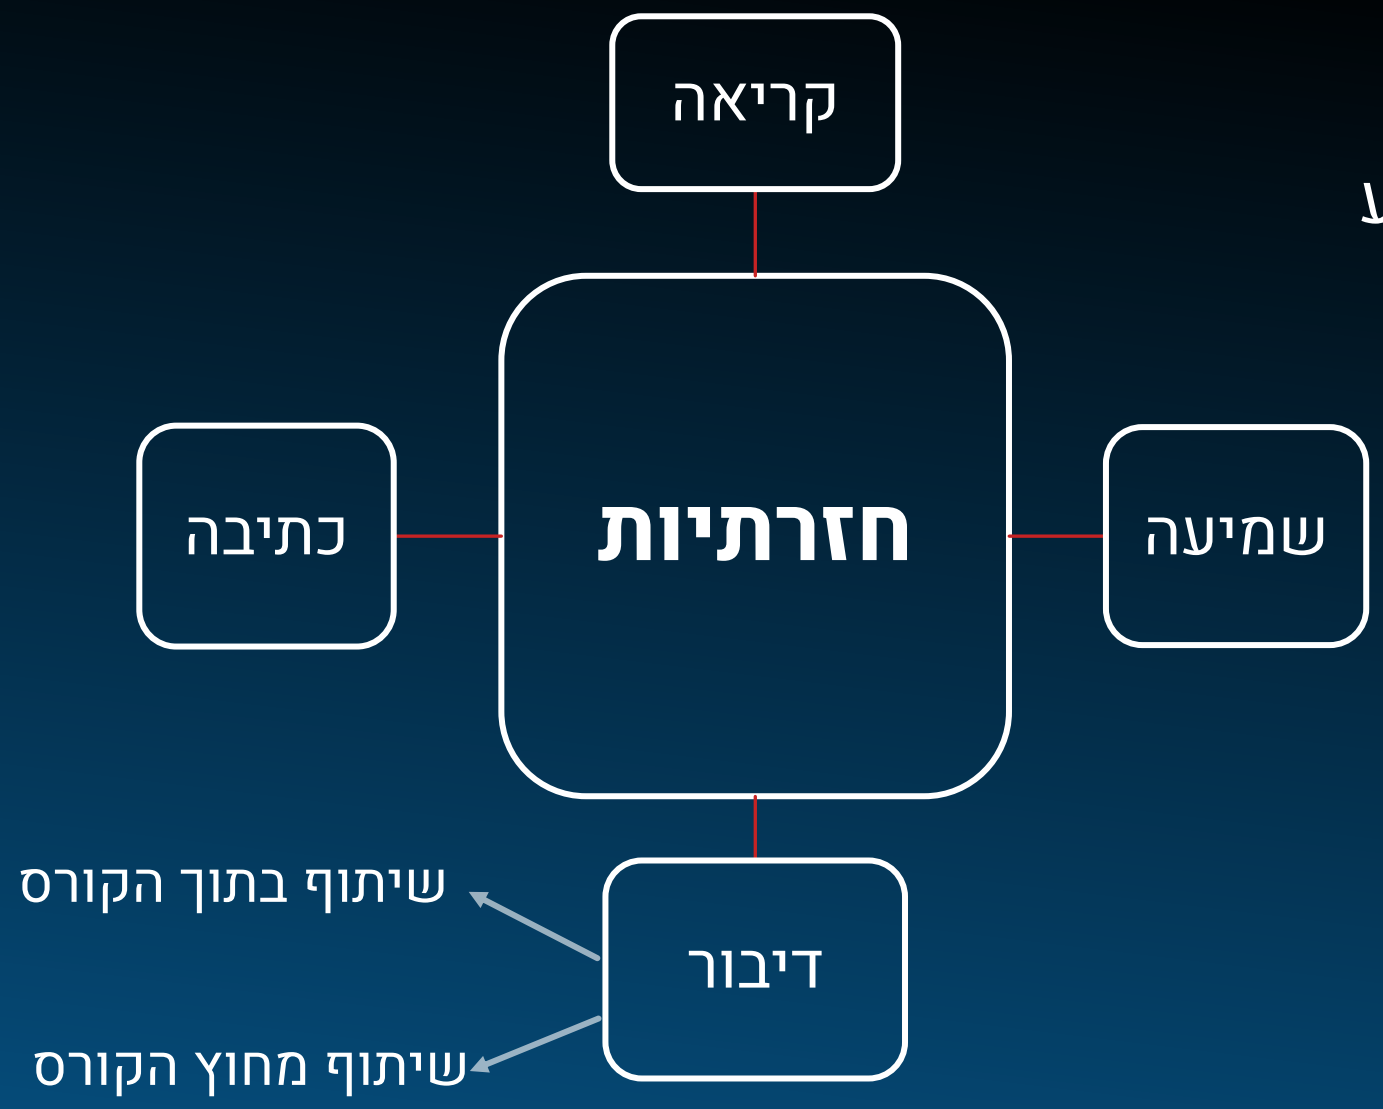 קריאה
ע
שמיעה
חזרתיות
כתיבה
שיתוף בתוך הקורס
דיבור
שיתוף מחוץ הקורס